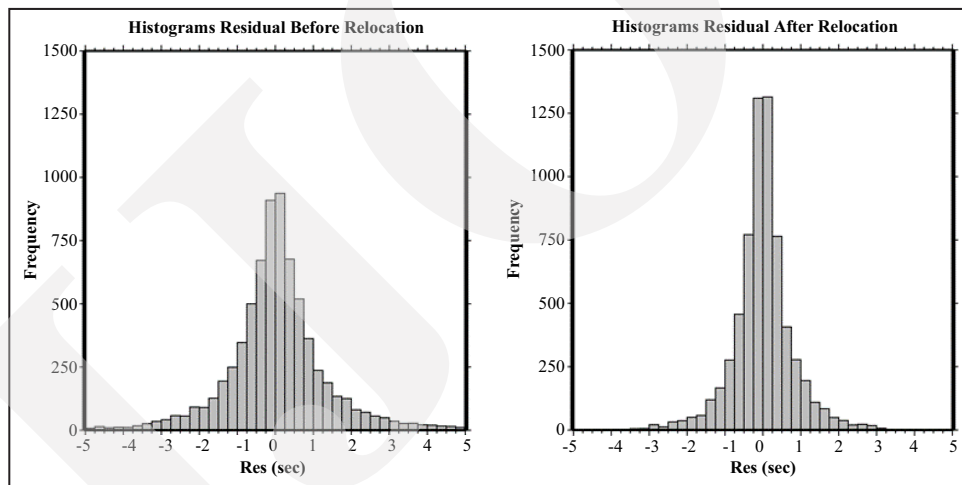 Histograms Residual Before Relocation
1500
1250
1000
750
500
250
0
Frequency
-5 -4 -3 -2 -1 0 1 2 3 4 5
Res (sec)
Histograms Residual After Relocation
1500
1250
1000
750
500
250
0
Frequency
-5 -4 -3 -2 -1 0 1 2 3 4 5
Res (sec)